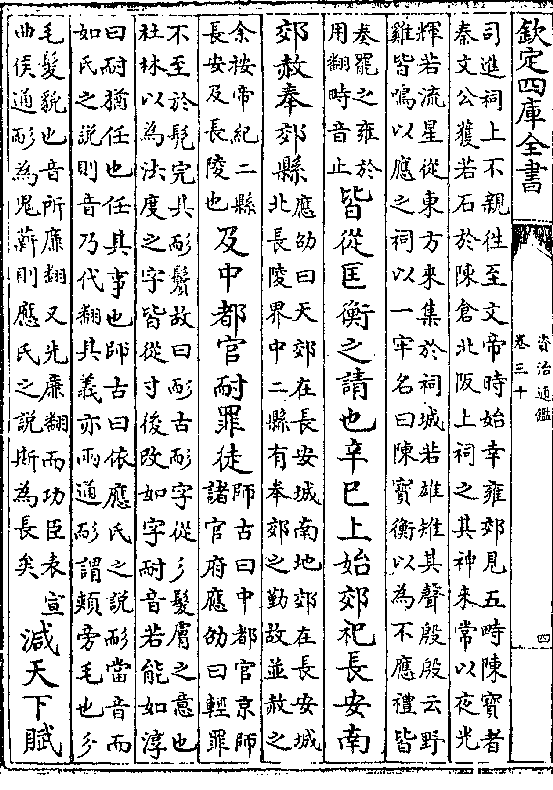 欽定四庫全書
資治通鑑
卷三十
四
司進祠上不親徃至文帝時始幸雍郊見五畤陳寶者
秦文公獲若石於陳倉北阪上祠之其神来常以夜光
輝若流星從東方来集於祠城若雄雉其聲殷殷云野
雞皆鳴以應之祠以一牢名曰陳寶衡以為不應禮皆
奏罷之雍於
用翻畤音止
皆從匡衡之請也辛巳上始郊祀長安南
郊赦奉郊縣
應劭曰天郊在長安城南地郊在長安城
北長陵界中二縣有奉郊之勤故並赦之
余按帝紀二縣
長安及長陵也
及中都官耐罪徒
師古曰中都官京師
諸官府應劭曰輕罪
不至於髠完其耏鬢故曰耏古耏字從彡髮膚之意也
杜林以為法度之字皆從寸後改如字耐音若能如淳
曰耐猶任也任其事也師古曰依應氏之説耏當音而
如氏之説則音乃代翻其義亦兩通耏謂頰旁毛也彡
毛髮貌也音所廉翻又先廉翻而功臣表宣
曲侯通耏為鬼薪則應氏之説斯為長矣
減天下賦